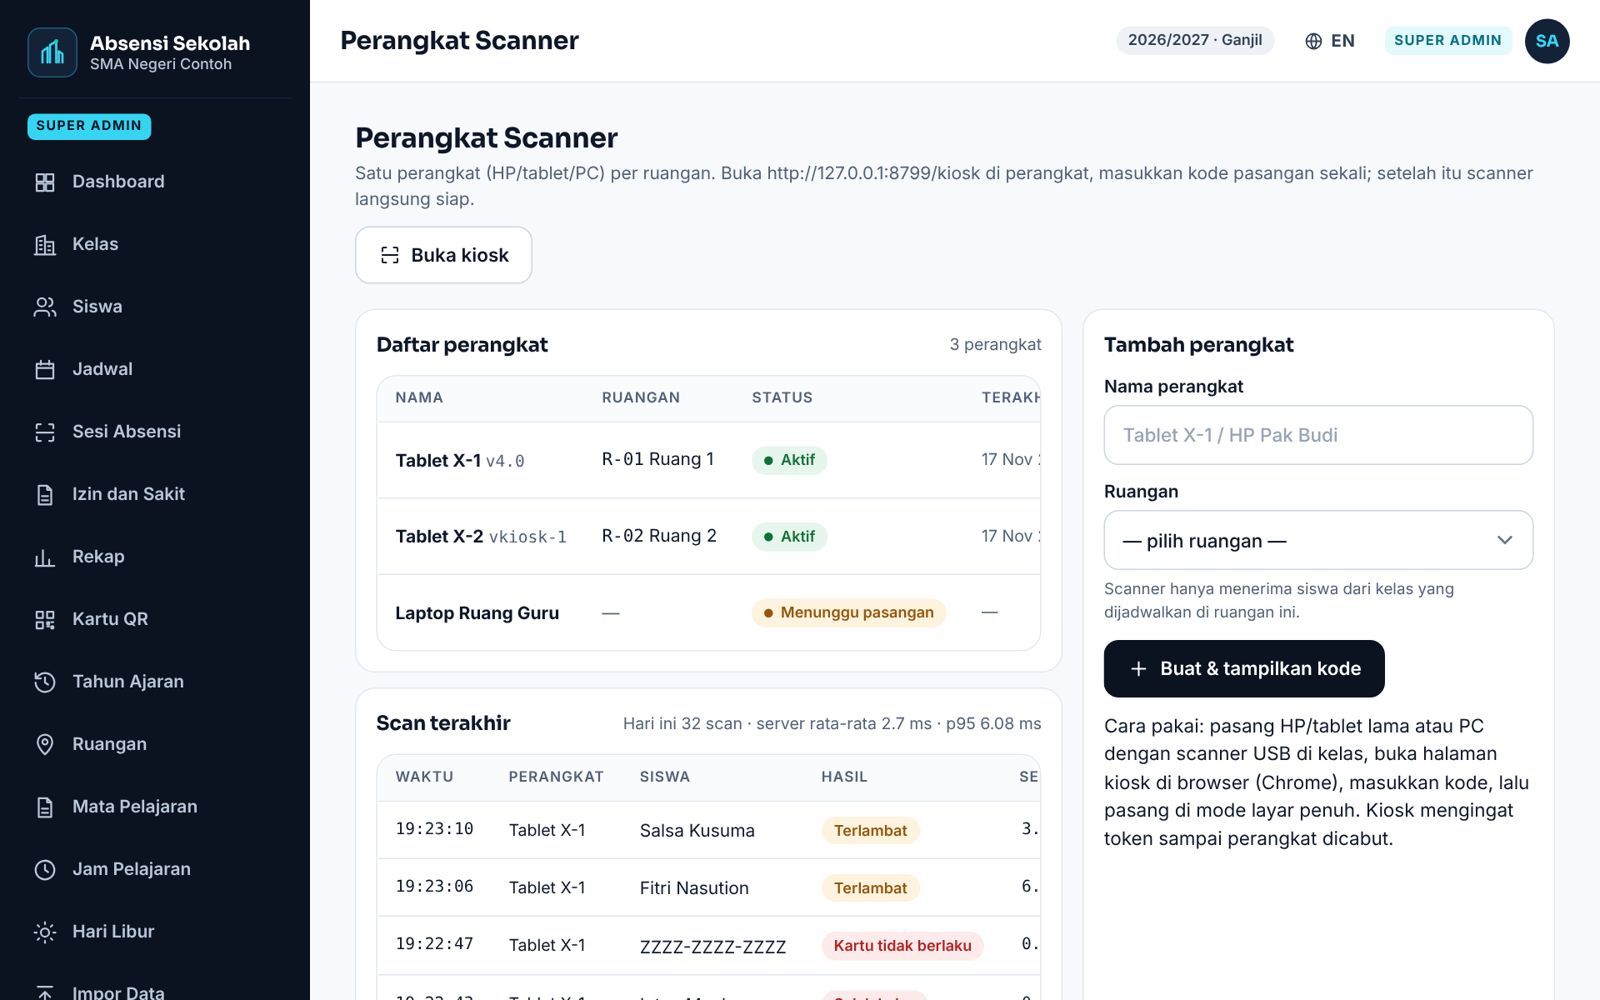 Absensi Sekolah
SMA Negeri Contoh
SUPER ADMIN
Dashboard
Kelas
Siswa
Jadwal
Sesi Absensi
Izin dan Sakit
Rekap
Kartu QR
Tahun Ajaran
Ruangan
Mata Pelajaran
Jam Pelajaran
Hari Libur
Impor Data
Perangkat Scanner
2026/2027 · Ganjil
EN
SUPER ADMIN
SA
Perangkat Scanner
Satu perangkat (HP/tablet/PC) per ruangan. Buka http://127.0.0.1:8799/kiosk di perangkat, masukkan kode pasangan sekali; setelah itu scanner
langsung siap.
Buka kiosk
Daftar perangkat 3 perangkat
NAMA RUANGAN STATUS
Tablet X-1 v4.0 R-01 Ruang 1 Aktif 17 Nov
Tablet X-2 vkiosk-1 R-02 Ruang 2 Aktif 17 Nov
Laptop Ruang Guru — Menunggu pasangan —
Scan terakhir Hari ini 32 scan · server rata-rata 2.7 ms · p95 6.08 ms
WAKTU PERANGKAT SISWA HASIL SE
19:23:10 Tablet X-1 Salsa Kusuma Terlambat 3.
19:23:06 Tablet X-1 Fitri Nasution Terlambat 6.
19:22:47 Tablet X-1 ZZZZ-ZZZZ-ZZZZ Kartu tidak berlaku 0.
Tambah perangkat
Nama perangkat
Tablet X-1 / HP Pak Budi
Ruangan
— pilih ruangan —
Scanner hanya menerima siswa dari kelas yang
dijadwalkan di ruangan ini.
Buat & tampilkan kode
Cara pakai: pasang HP/tablet lama atau PC
dengan scanner USB di kelas, buka halaman
kiosk di browser (Chrome), masukkan kode, lalu
pasang di mode layar penuh. Kiosk mengingat
token sampai perangkat dicabut.